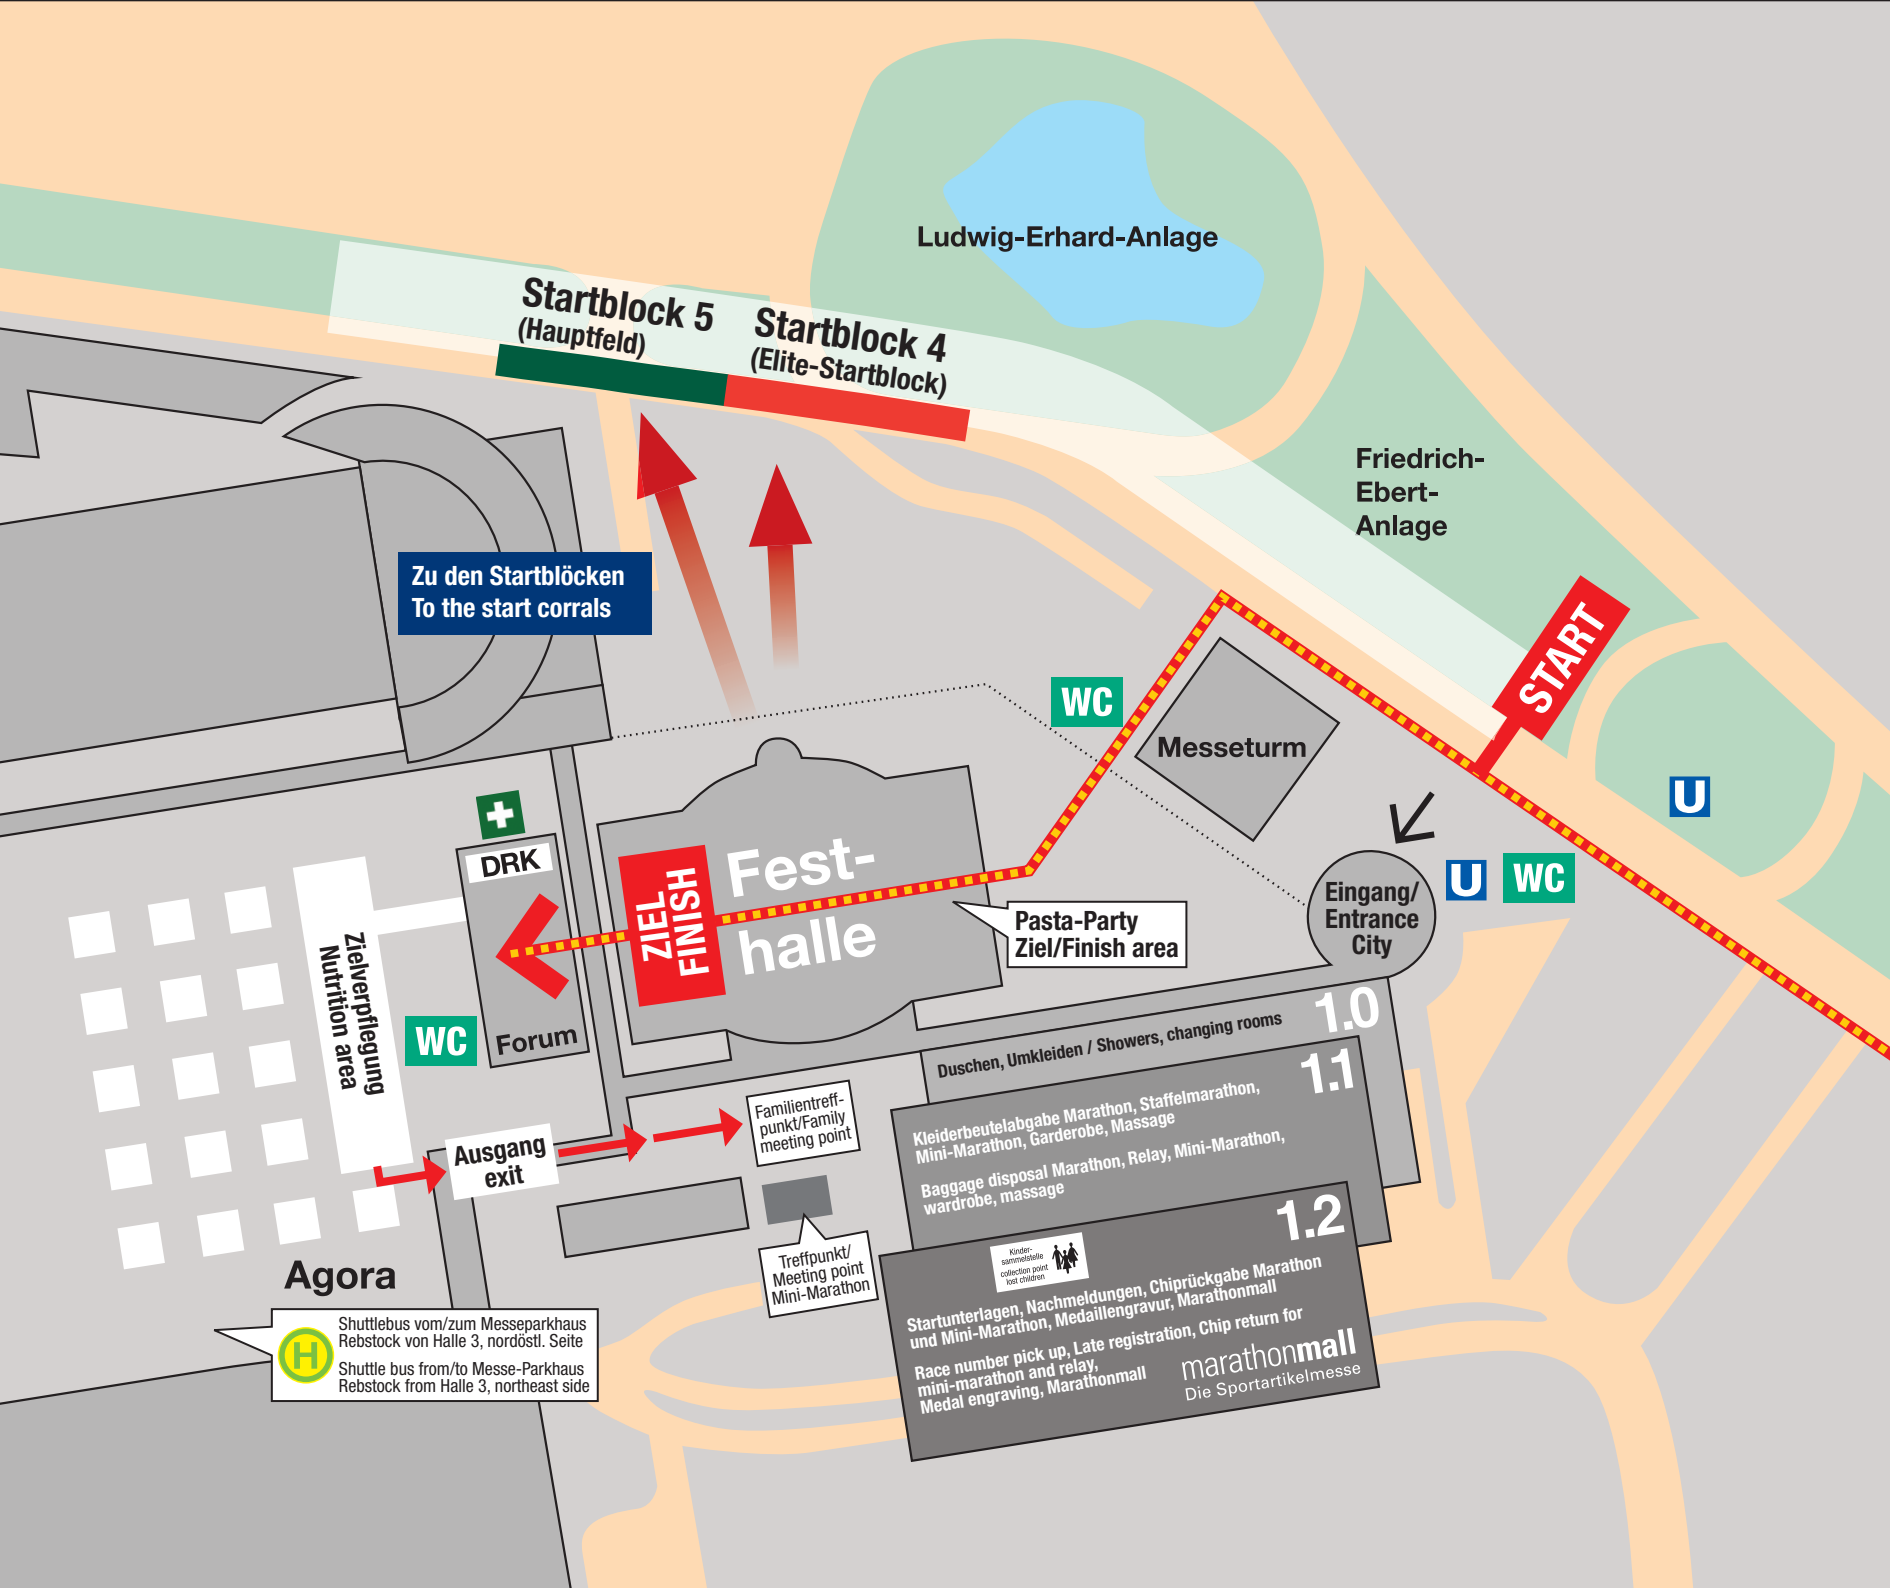 Ludwig-Erhard-Anlage
Startblock 5
(Hauptfeld)
Startblock 4
(Elite-Startblock)
Friedrich-
Ebert-
Anlage
Zu den Startblöcken
To the start corrals
START
WC
Messeturm
U
DRK
ZIEL
FINISH
Fest-
halle
Pasta-Party
Ziel/Finish area
Eingang/
Entrance
City
U
WC
Zielverpflegung
Nutrition area
WC
Forum
1.0
Duschen, Umkleiden / Showers, changing rooms
1.1
Kleiderbeutelabgabe Marathon, Staffelmarathon,
Mini-Marathon, Garderobe, Massage
Baggage disposal Marathon, Relay, Mini-Marathon,
wardrobe, massage
Familientreff-
punkt/Family
meeting point
Ausgang
exit
Treffpunkt/
Meeting point
Mini-Marathon
1.2
Kinder-
sammelstelle
collection point
lost children
Startunterlagen, Nachmeldungen, Chiprückgabe Marathon
und Mini-Marathon, Medaillengravur, Marathonmall
Race number pick up, Late registration, Chip return for
mini-marathon and relay,
Medal engraving, Marathonmall
marathonmall
Die Sportartikelmesse
Agora
H
Shuttlebus vom/zum Messeparkhaus
Rebstock von Halle 3, nordöstl. Seite
Shuttle bus from/to Messe-Parkhaus
Rebstock from Halle 3, northeast side